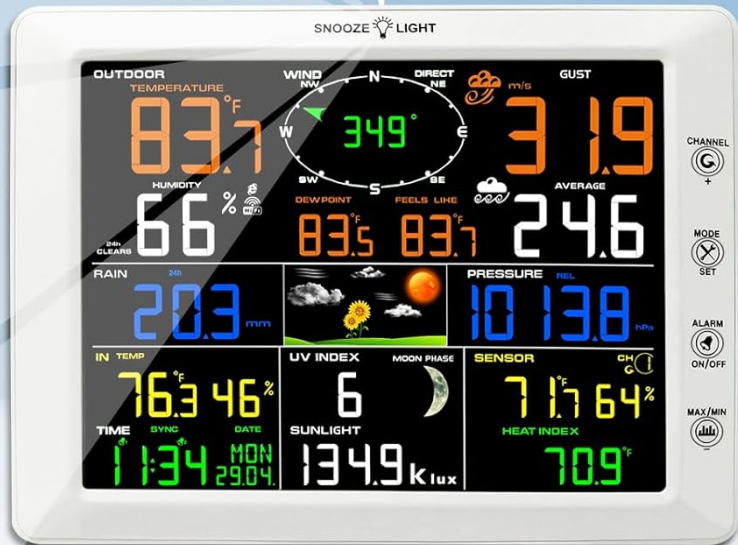 SNOOZE LIGHT
OUTDOOR
TEMPERATURE
83.7°F
WIND
DIRECT
N
NE
E
SE
S
SW
W
NW
349°
m/s
GUST
31.9
HUMIDITY
66%
24h
CLEARS
DEW POINT
83.5°F
FEELS LIKE
83.7°F
AVERAGE
24.6
RAIN
24h
20.3 mm
PRESSURE REL
1013.8 hPa
IN TEMP
76.3°F 46%
UV INDEX
6
MOON PHASE
SENSOR
CH
71.7°F 64%
TIME
SYNC
DATE
11:34
MON
29.04.
SUNLIGHT
134.9 k lux
HEAT INDEX
70.9°F
CHANNEL
+
MODE
SET
ALARM
ON/OFF
MAX/MIN
-